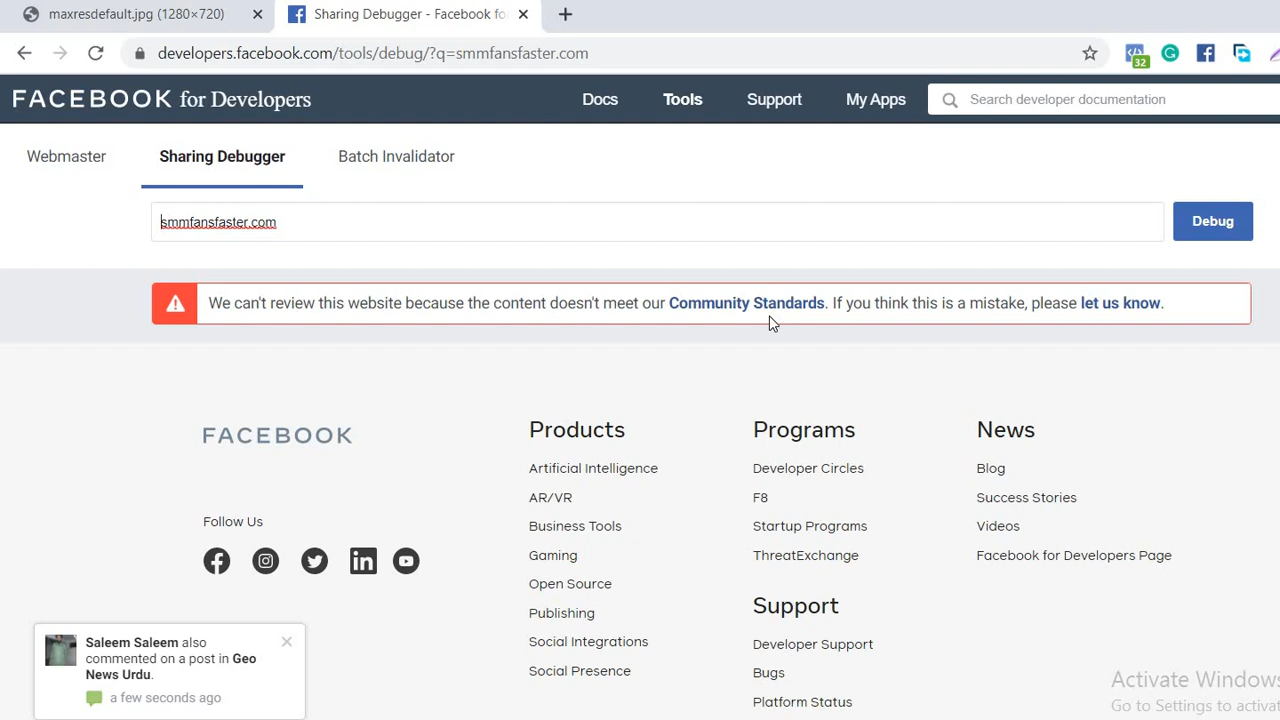 maxresdefault.jpg (1280×720)
Sharing Debugger - Facebook fo
developers.facebook.com/tools/debug/?q=smmfansfaster.com
32
FACEBOOK for Developers
Docs
Tools
Support
My Apps
Search developer documentation
Webmaster
Sharing Debugger
Batch Invalidator
smmfansfaster.com
Debug
We can't review this website because the content doesn't meet our Community Standards. If you think this is a mistake, please let us know.
FACEBOOK
Follow Us
Products
Artificial Intelligence
AR/VR
Business Tools
Gaming
Open Source
Publishing
Social Integrations
Social Presence
Programs
Developer Circles
F8
Startup Programs
ThreatExchange
Support
Developer Support
Bugs
Platform Status
News
Blog
Success Stories
Videos
Facebook for Developers Page
Saleem Saleem also
commented on a post in Geo
News Urdu.
a few seconds ago
Activate Windows
Go to Settings to activa